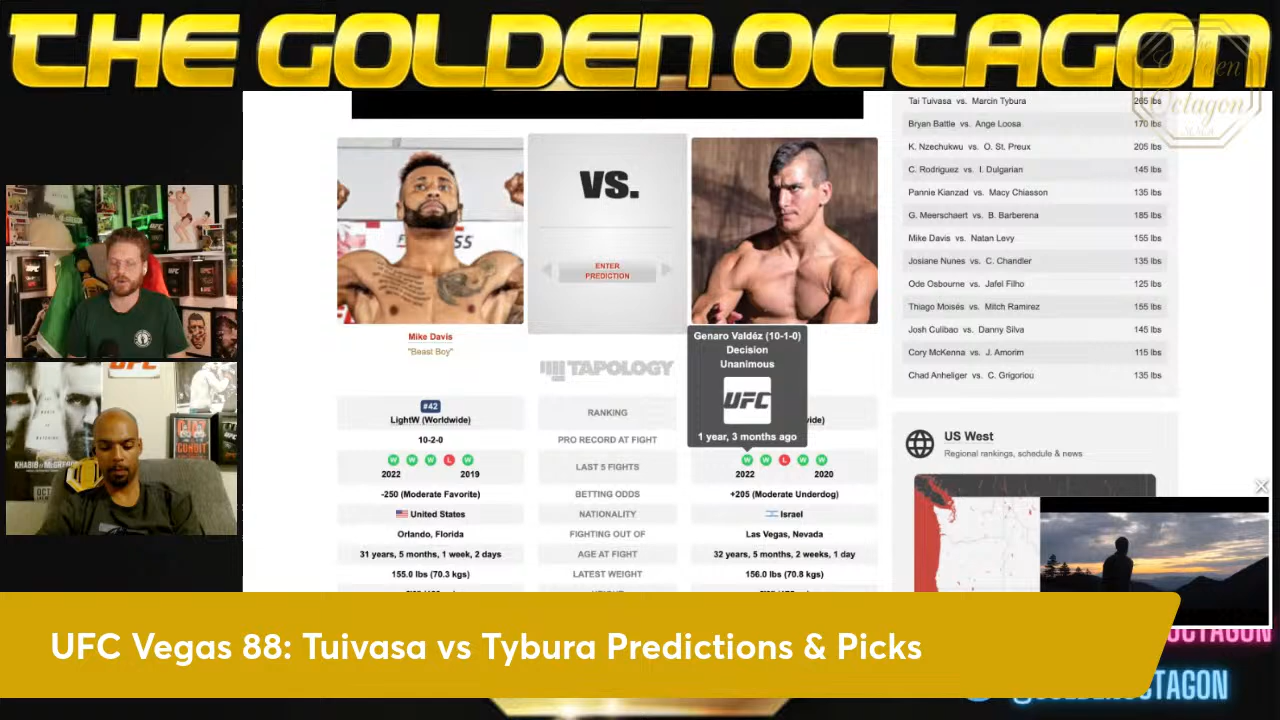 THE GOLDEN OCTAGON
The
Golden
Octagon
VS.
ENTER
PREDICTION
Mike Davis
"Beast Boy"
TAPOLOGY
Genaro Valdéz (10-1-0)
Decision
Unanimous
UFC
1 year, 3 months ago
#42
LightW (Worldwide)
RANKING
10-2-0
PRO RECORD AT FIGHT
W W W L W
LAST 5 FIGHTS
W W L W W
2022 2019
2022 2020
-250 (Moderate Favorite)
BETTING ODDS
+205 (Moderate Underdog)
United States
NATIONALITY
Israel
Orlando, Florida
FIGHTING OUT OF
Las Vegas, Nevada
31 years, 5 months, 1 week, 2 days
AGE AT FIGHT
32 years, 5 months, 2 weeks, 1 day
155.0 lbs (70.3 kgs)
LATEST WEIGHT
156.0 lbs (70.8 kgs)
Tai Tuivasa vs. Marcin Tybura 265 lbs
Bryan Battle vs. Ange Loosa 170 lbs
K. Nzechukwu vs. O. St. Preux 205 lbs
C. Rodriguez vs. I. Dulgarian 145 lbs
Pannie Kianzad vs. Macy Chiasson 135 lbs
G. Meerschaert vs. B. Barberena 185 lbs
Mike Davis vs. Natan Levy 155 lbs
Josiane Nunes vs. C. Chandler 135 lbs
Ode Osbourne vs. Jafel Filho 125 lbs
Thiago Moisés vs. Mitch Ramirez 155 lbs
Josh Culibao vs. Danny Silva 145 lbs
Cory McKenna vs. J. Amorim 115 lbs
Chad Anheliger vs. C. Grigoriou 135 lbs
US West
Regional rankings, schedule & news
UFC Vegas 88: Tuivasa vs Tybura Predictions & Picks
OCTAGON